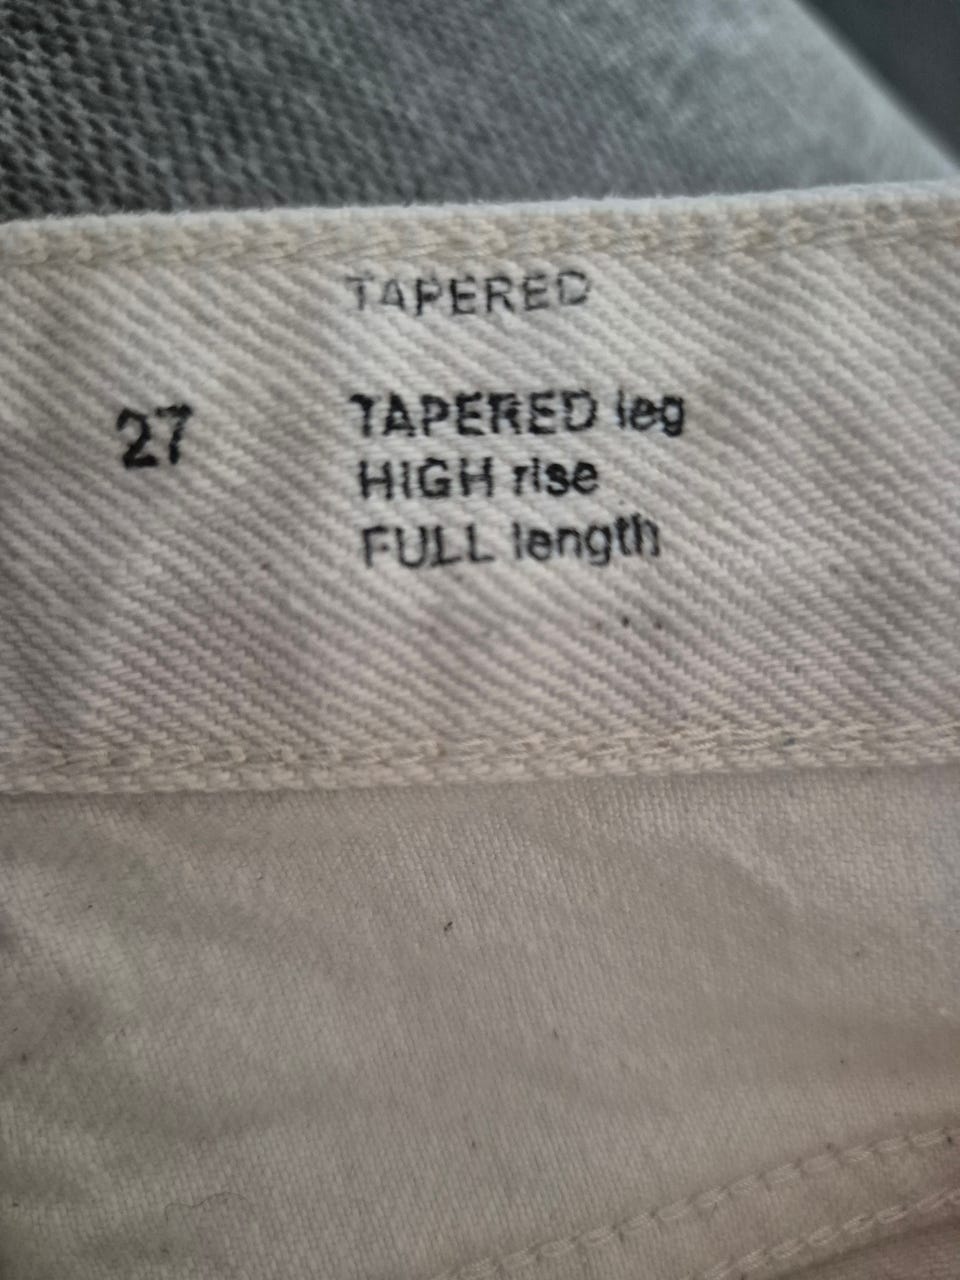 TAPERED
27
TAPERED leg
HIGH rise
FULL length